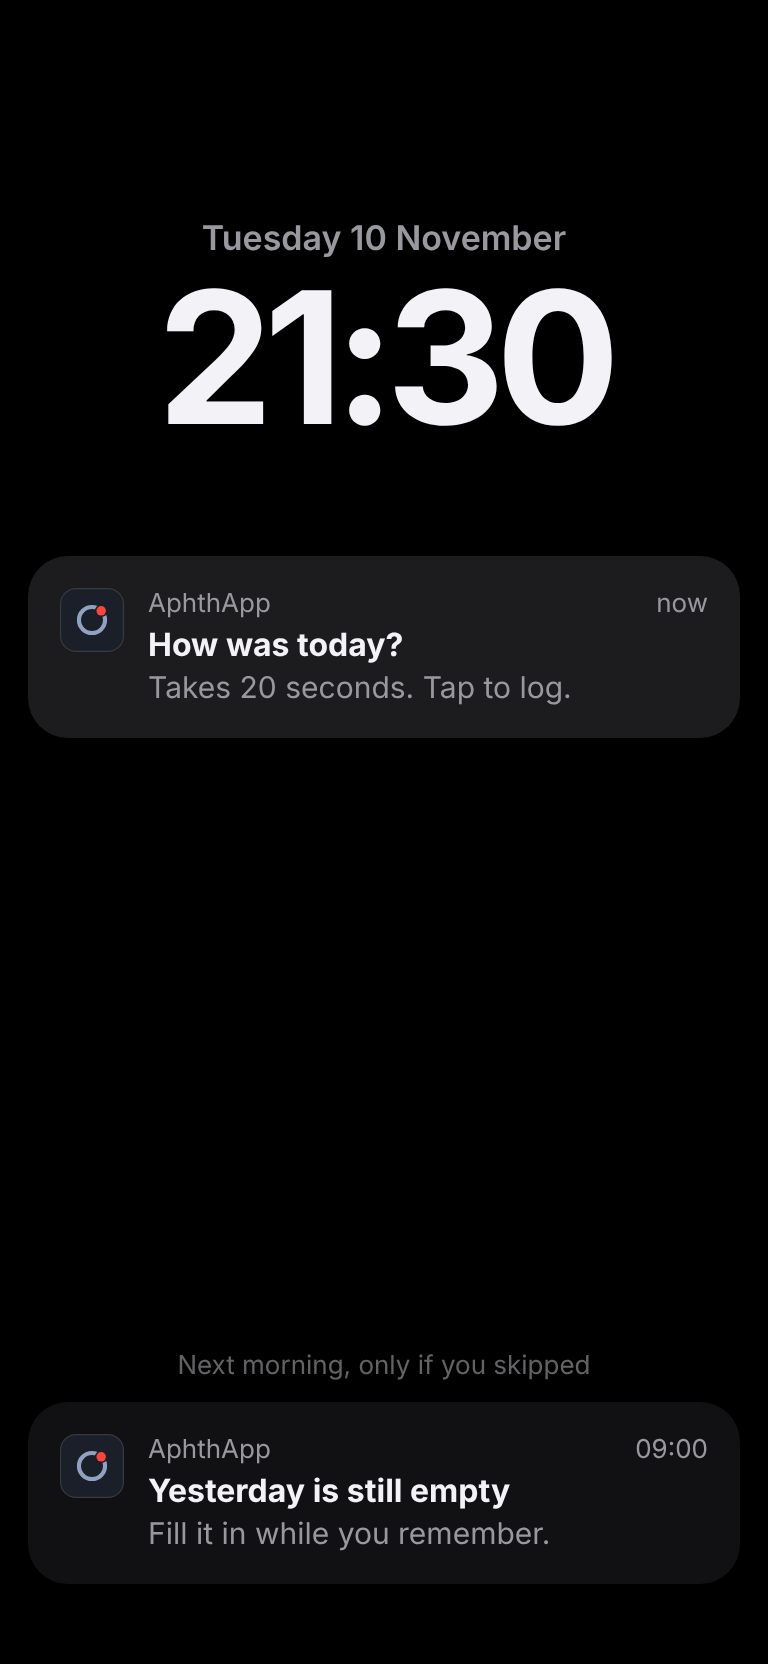 Tuesday 10 November
21:30
AphthApp now
How was today?
Takes 20 seconds. Tap to log.
Next morning, only if you skipped
AphthApp 09:00
Yesterday is still empty
Fill it in while you remember.